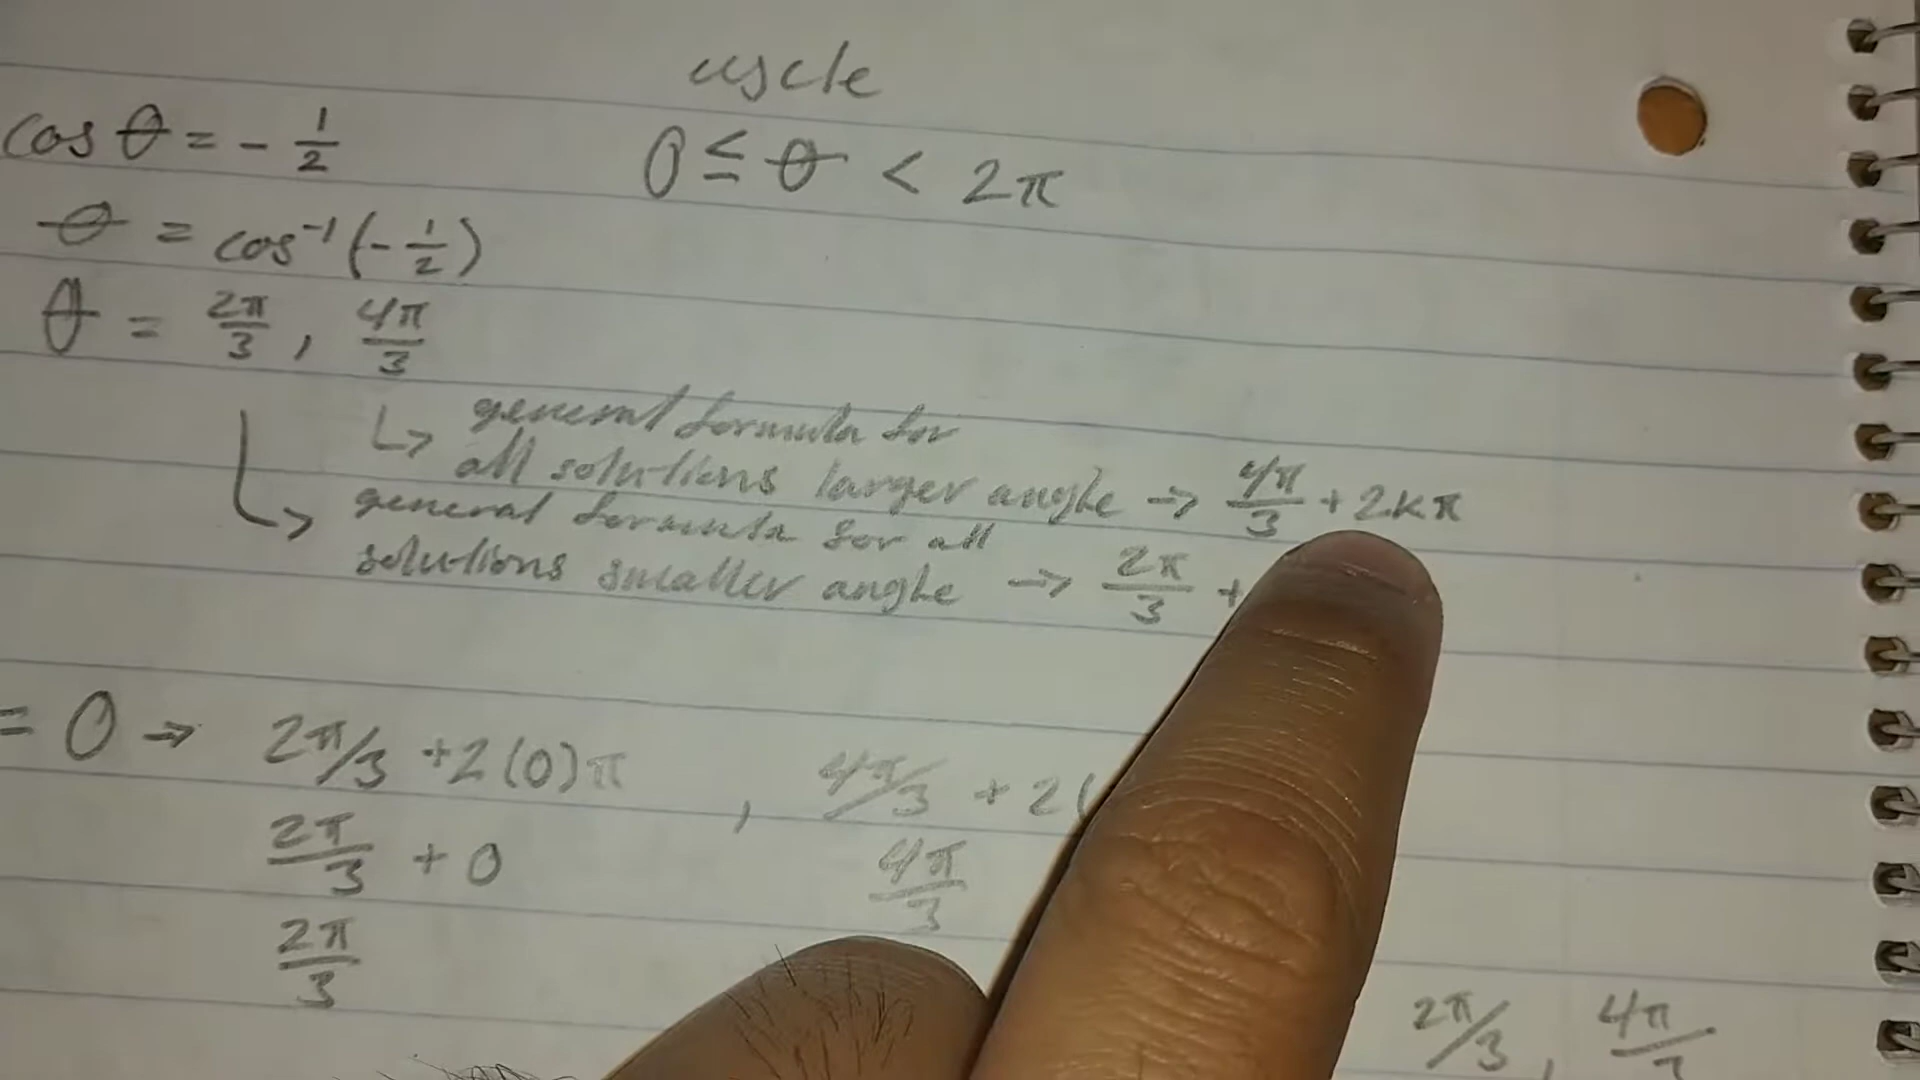 cycle
cos θ = - 1/2
0 ≤ θ < 2π
θ = cos⁻¹(-1/2)
θ = 2π/3, 4π/3
↳ general formula for
all solutions larger angle → 4π/3 + 2kπ
↳ general formula for all
solutions smaller angle → 2π/3 +
= 0 → 2π/3 + 2(0)π , 4π/3 + 2(
2π/3 + 0
4π/3
2π/3
2π/3, 4π/3